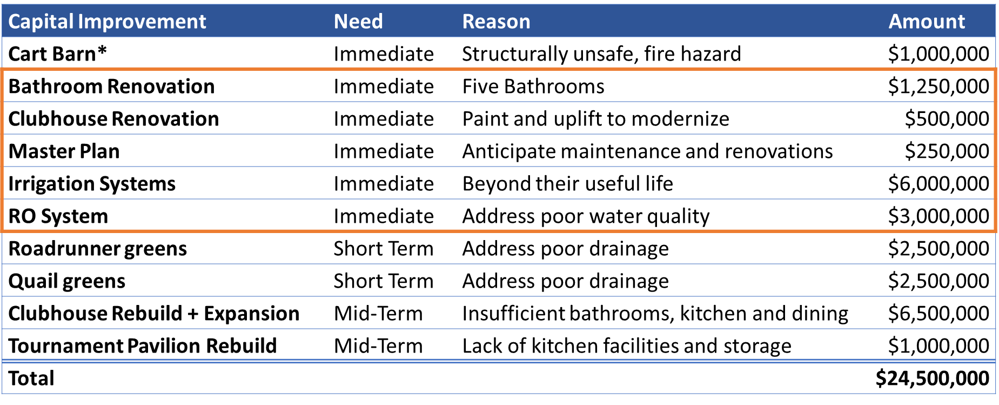 Capital Improvement Need Reason Amount
Cart Barn* Immediate Structurally unsafe, fire hazard $1,000,000
Bathroom Renovation Immediate Five Bathrooms $1,250,000
Clubhouse Renovation Immediate Paint and uplift to modernize $500,000
Master Plan Immediate Anticipate maintenance and renovations $250,000
Irrigation Systems Immediate Beyond their useful life $6,000,000
RO System Immediate Address poor water quality $3,000,000
Roadrunner greens Short Term Address poor drainage $2,500,000
Quail greens Short Term Address poor drainage $2,500,000
Clubhouse Rebuild + Expansion Mid-Term Insufficient bathrooms, kitchen and dining $6,500,000
Tournament Pavilion Rebuild Mid-Term Lack of kitchen facilities and storage $1,000,000
Total $24,500,000